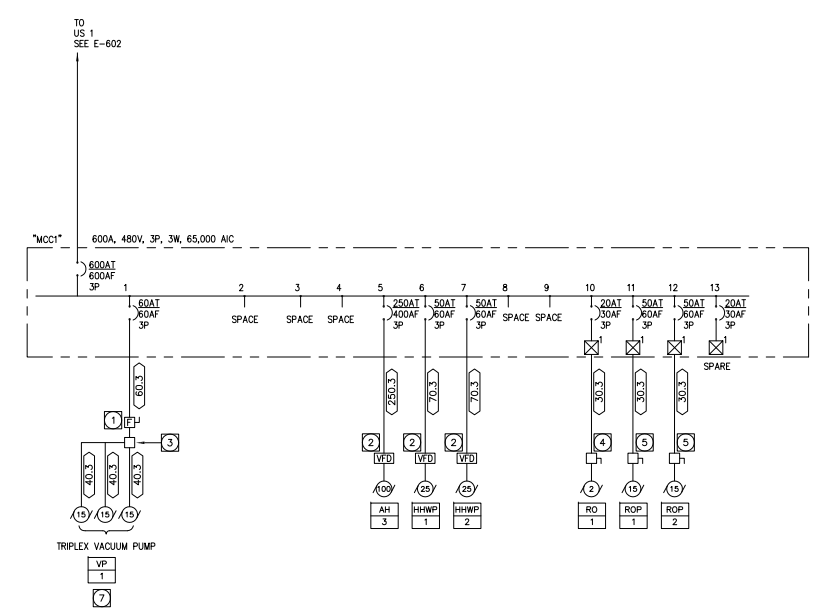 TO
US 1
SEE E-602
"MCC1"
600A, 480V, 3P, 3W, 65,000 AIC
600AT
600AF
3P
1
2
3
4
5
6
7
8
9
10
11
12
13
60AT
60AF
3P
SPACE
SPACE
SPACE
250AT
400AF
3P
50AT
60AF
3P
50AT
60AF
3P
SPACE
SPACE
20AT
30AF
3P
50AT
60AF
3P
50AT
60AF
3P
20AT
30AF
3P
1
1
1
1
SPARE
60.3
250.3
70.3
70.3
30.3
30.3
30.3
1
F
3
2
2
2
4
5
5
VFD
VFD
VFD
40.3
40.3
40.3
15
15
15
100
25
25
2
15
15
AH
3
HHWP
1
HHWP
2
RO
1
ROP
1
ROP
2
TRIPLEX VACUUM PUMP
VP
1
7